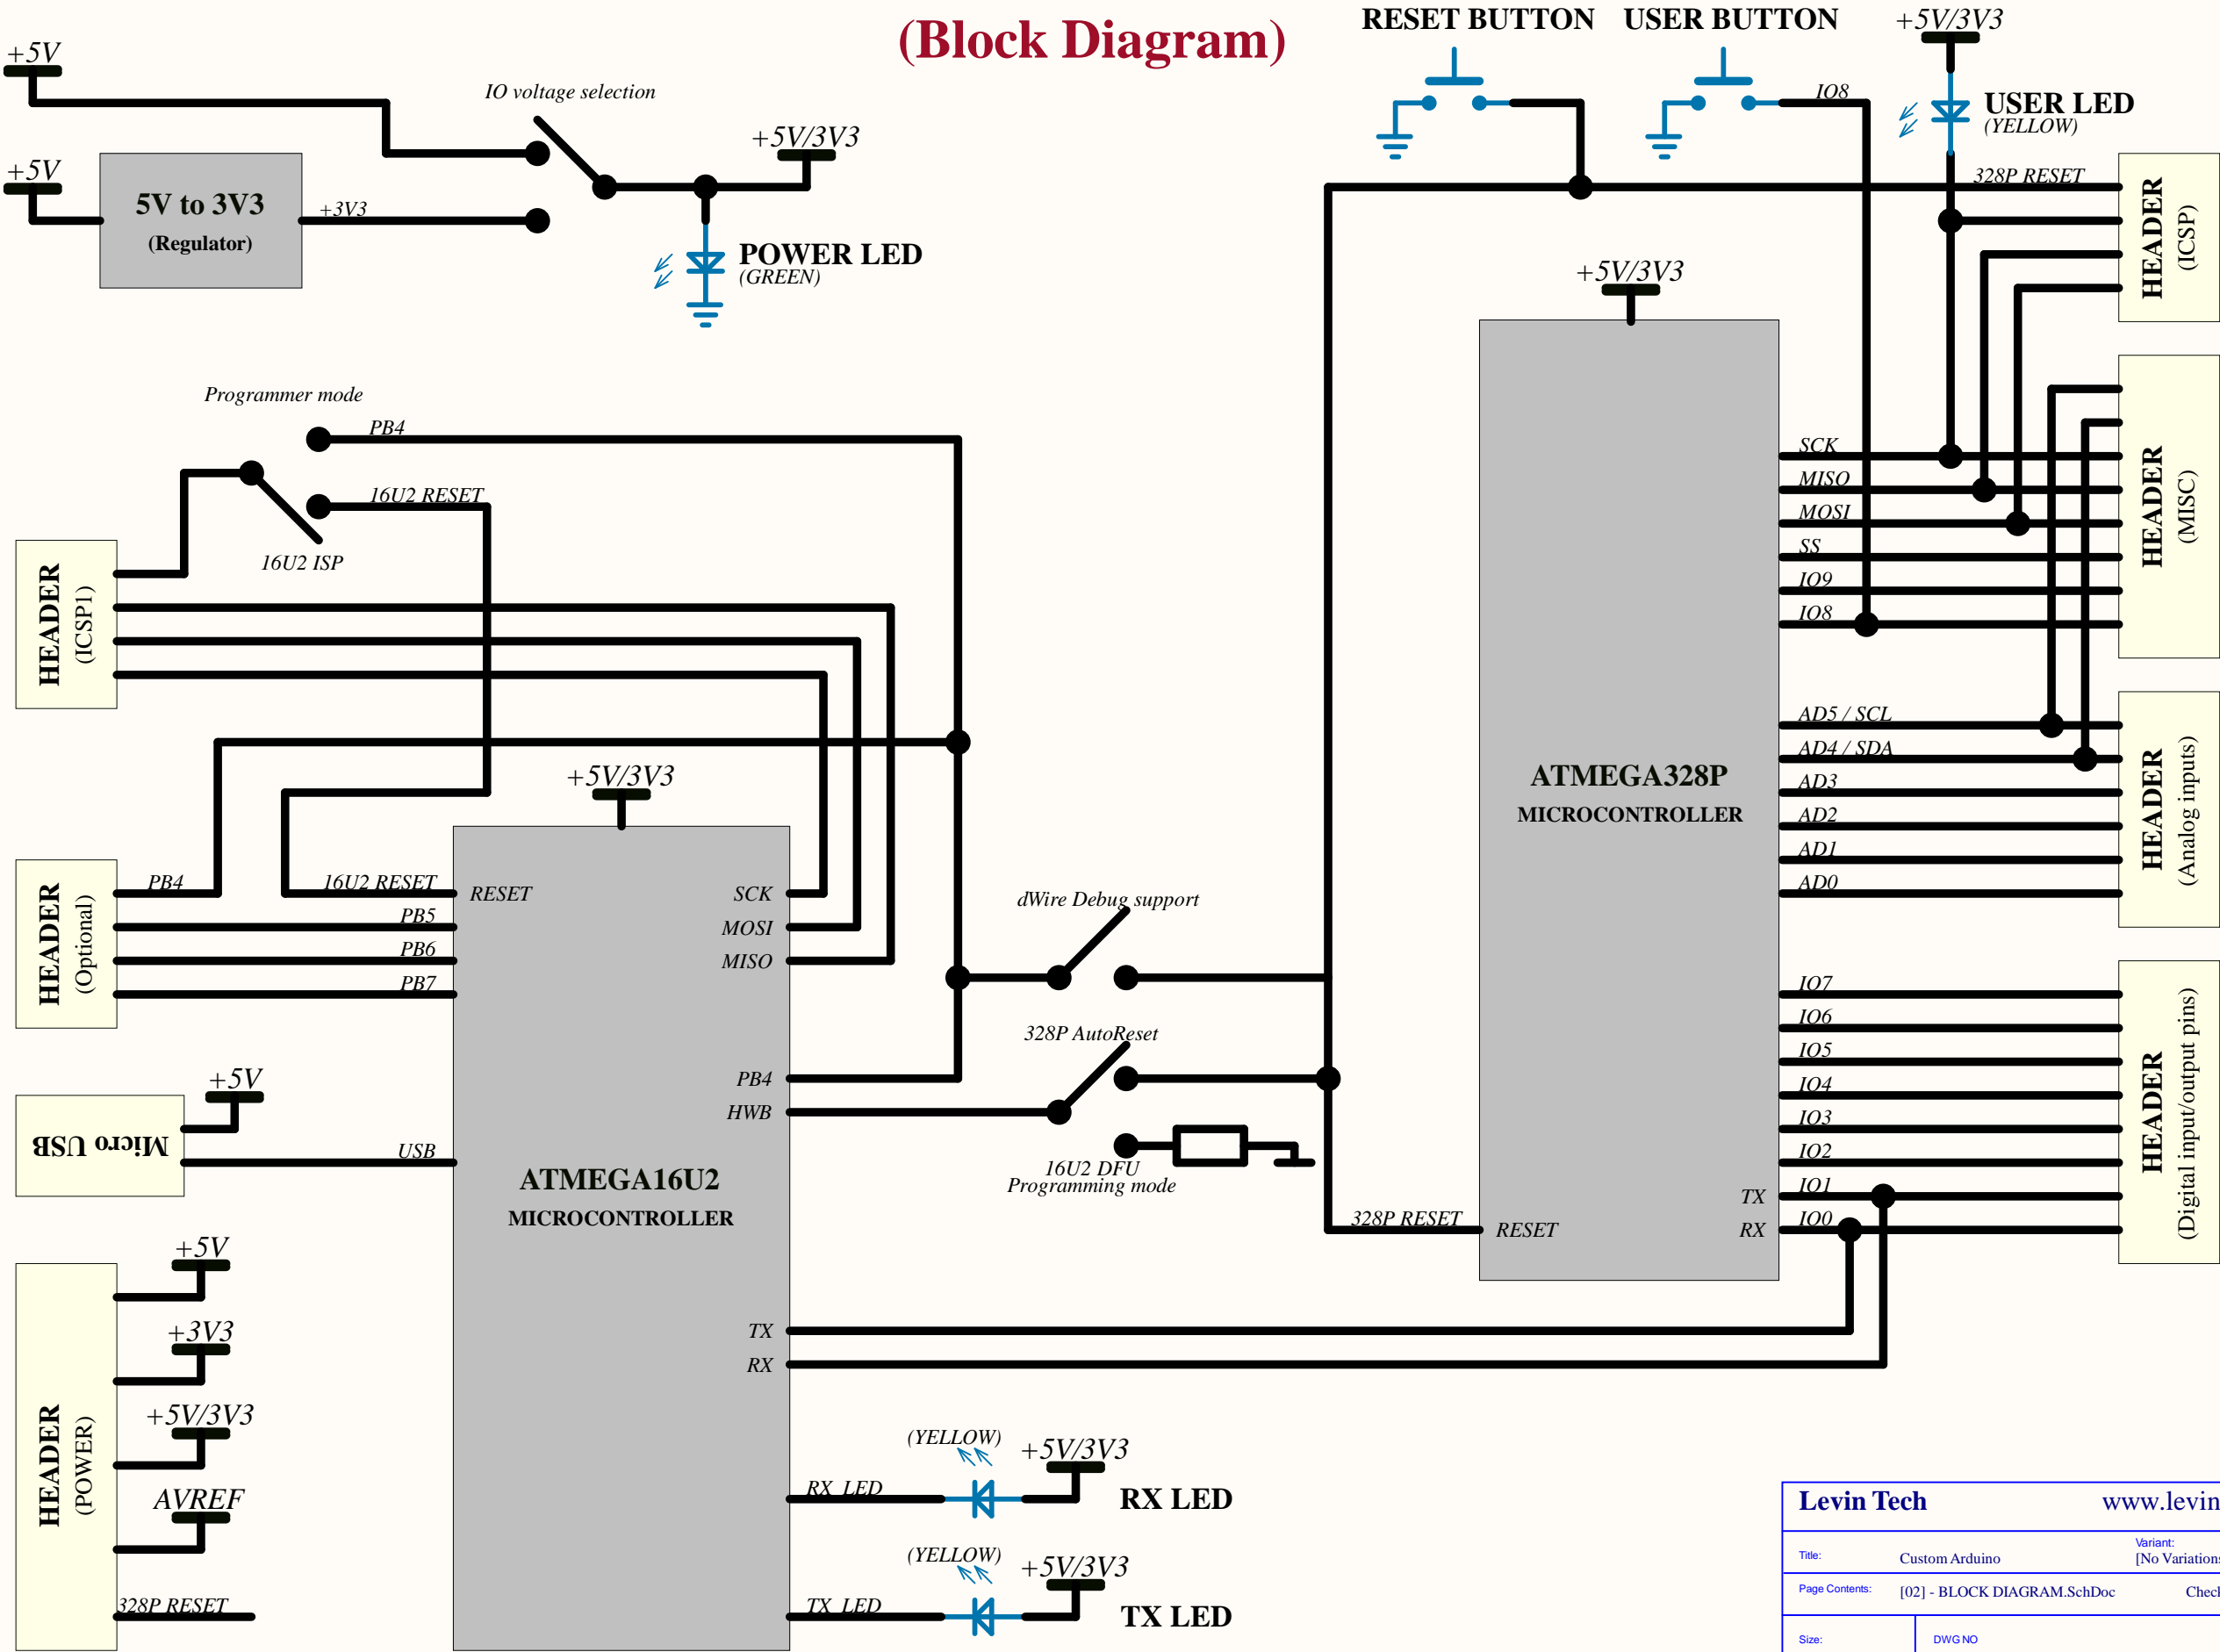 (Block Diagram)
RESET BUTTON
USER BUTTON
+5V/3V3
+5V
IO voltage selection
+5V/3V3
IO8
USER LED
(YELLOW)
+5V
5V to 3V3
(Regulator)
+3V3
POWER LED
(GREEN)
328P RESET
HEADER
(ICSP)
+5V/3V3
Programmer mode
PB4
16U2 RESET
16U2 ISP
HEADER
(ICSP1)
SCK
MISO
MOSI
SS
IO9
IO8
HEADER
(MISC)
ATMEGA328P
MICROCONTROLLER
AD5 / SCL
AD4 / SDA
AD3
AD2
AD1
AD0
HEADER
(Analog inputs)
+5V/3V3
HEADER
(Optional)
PB4
16U2 RESET
PB5
PB6
PB7
RESET
SCK
MOSI
MISO
PB4
HWB
dWire Debug support
328P AutoReset
16U2 DFU
Programming mode
328P RESET
RESET
IO7
IO6
IO5
IO4
IO3
IO2
TX
IO1
RX
IO0
HEADER
(Digital input/output pins)
+5V
Micro USB
USB
ATMEGA16U2
MICROCONTROLLER
TX
RX
HEADER
(POWER)
+5V
+3V3
+5V/3V3
AVREF
328P RESET
(YELLOW)
+5V/3V3
RX LED
RX LED
(YELLOW)
+5V/3V3
TX LED
TX LED
Levin Tech
www.levin
Title:
Custom Arduino
Variant:
[No Variations
Page Contents:
[02] - BLOCK DIAGRAM.SchDoc
Check
Size:
DWG NO